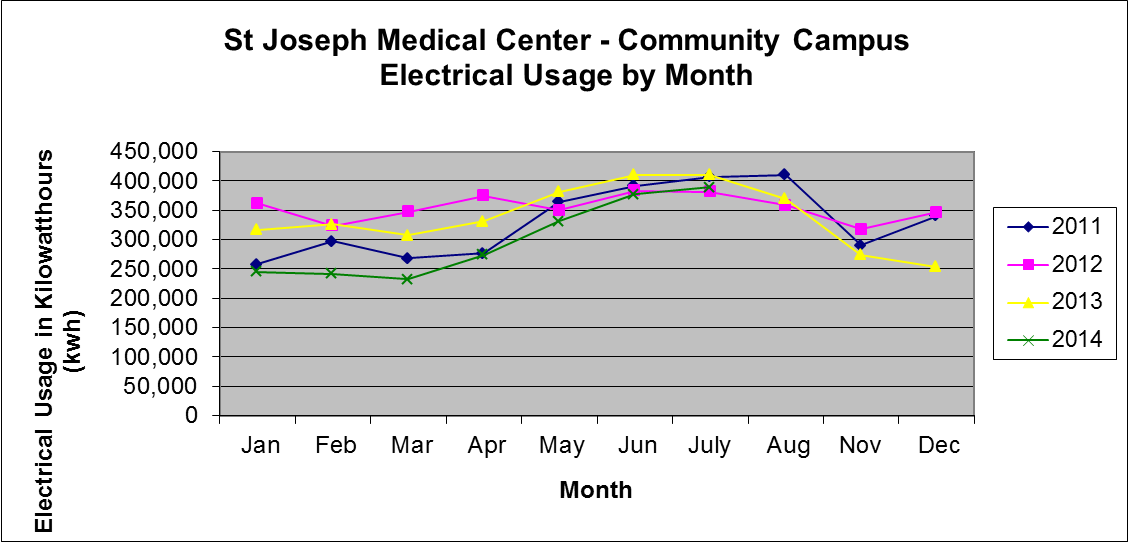 St Joseph Medical Center - Community Campus
Electrical Usage by Month
Electrical Usage in Kilowatthours
(kwh)
450,000
400,000
350,000
300,000
250,000
200,000
150,000
100,000
50,000
0
Jan Feb Mar Apr May Jun July Aug Nov Dec
Month
2011
2012
2013
2014